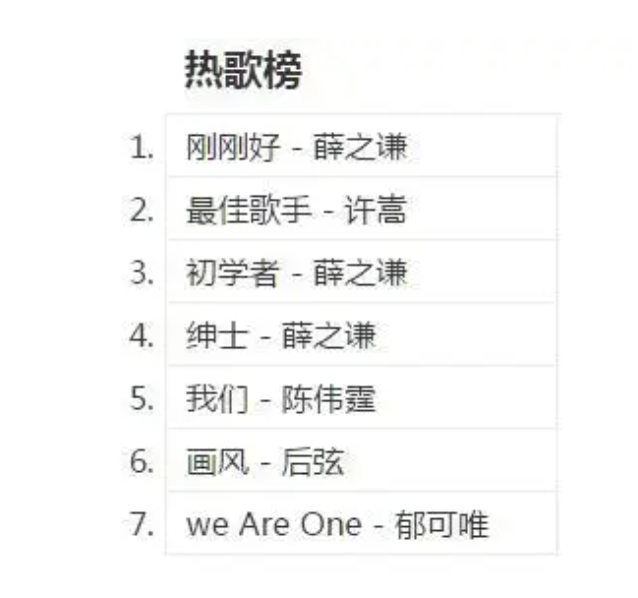 热歌榜
1. 刚刚好 - 薛之谦
2. 最佳歌手 - 许嵩
3. 初学者 - 薛之谦
4. 绅士 - 薛之谦
5. 我们 - 陈伟霆
6. 画风 - 后弦
7. we Are One - 郁可唯